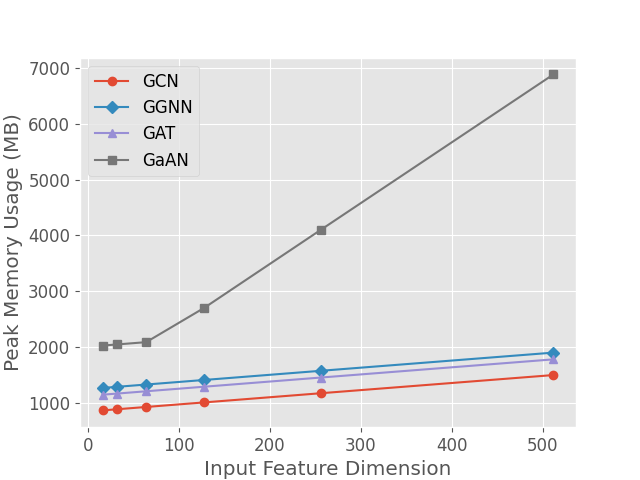 7000
6000
5000
4000
3000
2000
1000
Peak Memory Usage (MB)
GCN
GGNN
GAT
GaAN
0 100 200 300 400 500
Input Feature Dimension